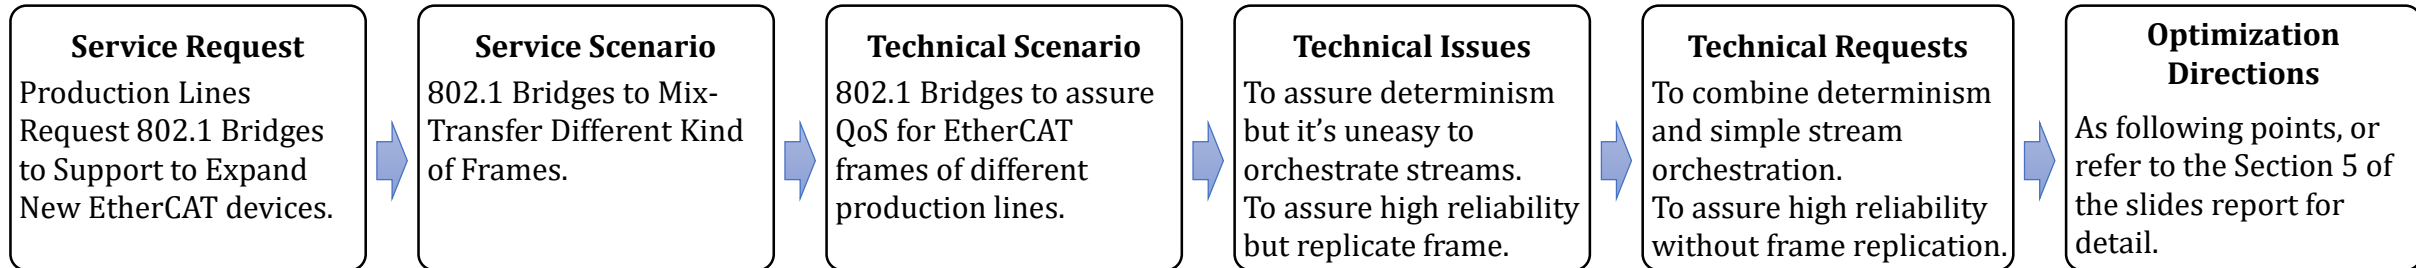 Service Request
Production Lines
Request 802.1 Bridges
to Support to Expand
New EtherCAT devices.
Service Scenario
802.1 Bridges to Mix-
Transfer Different Kind
of Frames.
Technical Scenario
802.1 Bridges to assure
QoS for EtherCAT
frames of different
production lines.
Technical Issues
To assure determinism
but it’s uneasy to
orchestrate streams.
To assure high reliability
but replicate frame.
Technical Requests
To combine determinism
and simple stream
orchestration.
To assure high reliability
without frame replication.
Optimization
Directions
As following points, or
refer to the Section 5 of
the slides report for
detail.